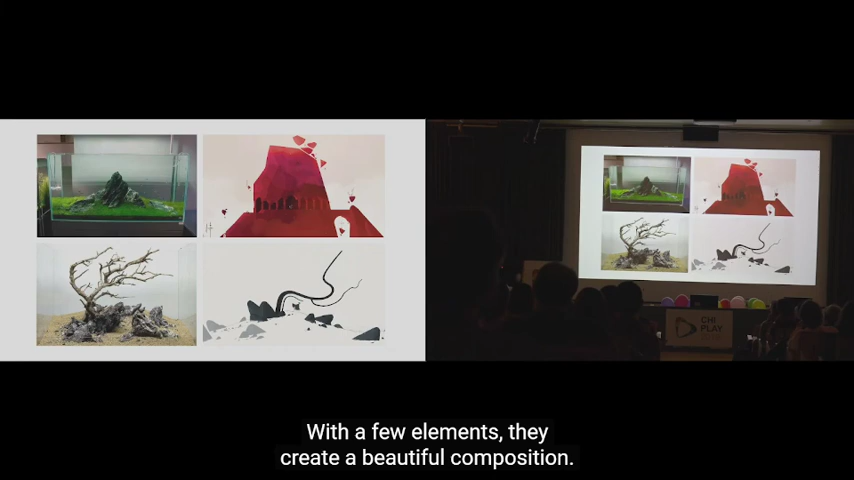 CHI
PLAY
With a few elements, they
create a beautiful composition.